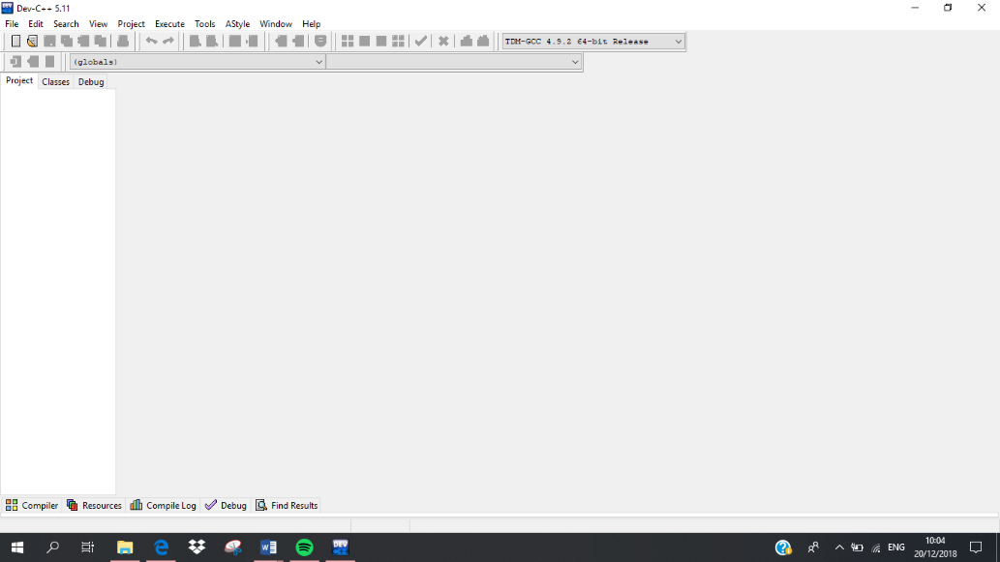 Dev-C++ 5.11
File Edit Search View Project Execute Tools AStyle Window Help
TDM-GCC 4.9.2 64-bit Release
(globals)
Project Classes Debug
Compiler Resources Compile Log Debug Find Results
DEV
ENG
10:04
20/12/2018